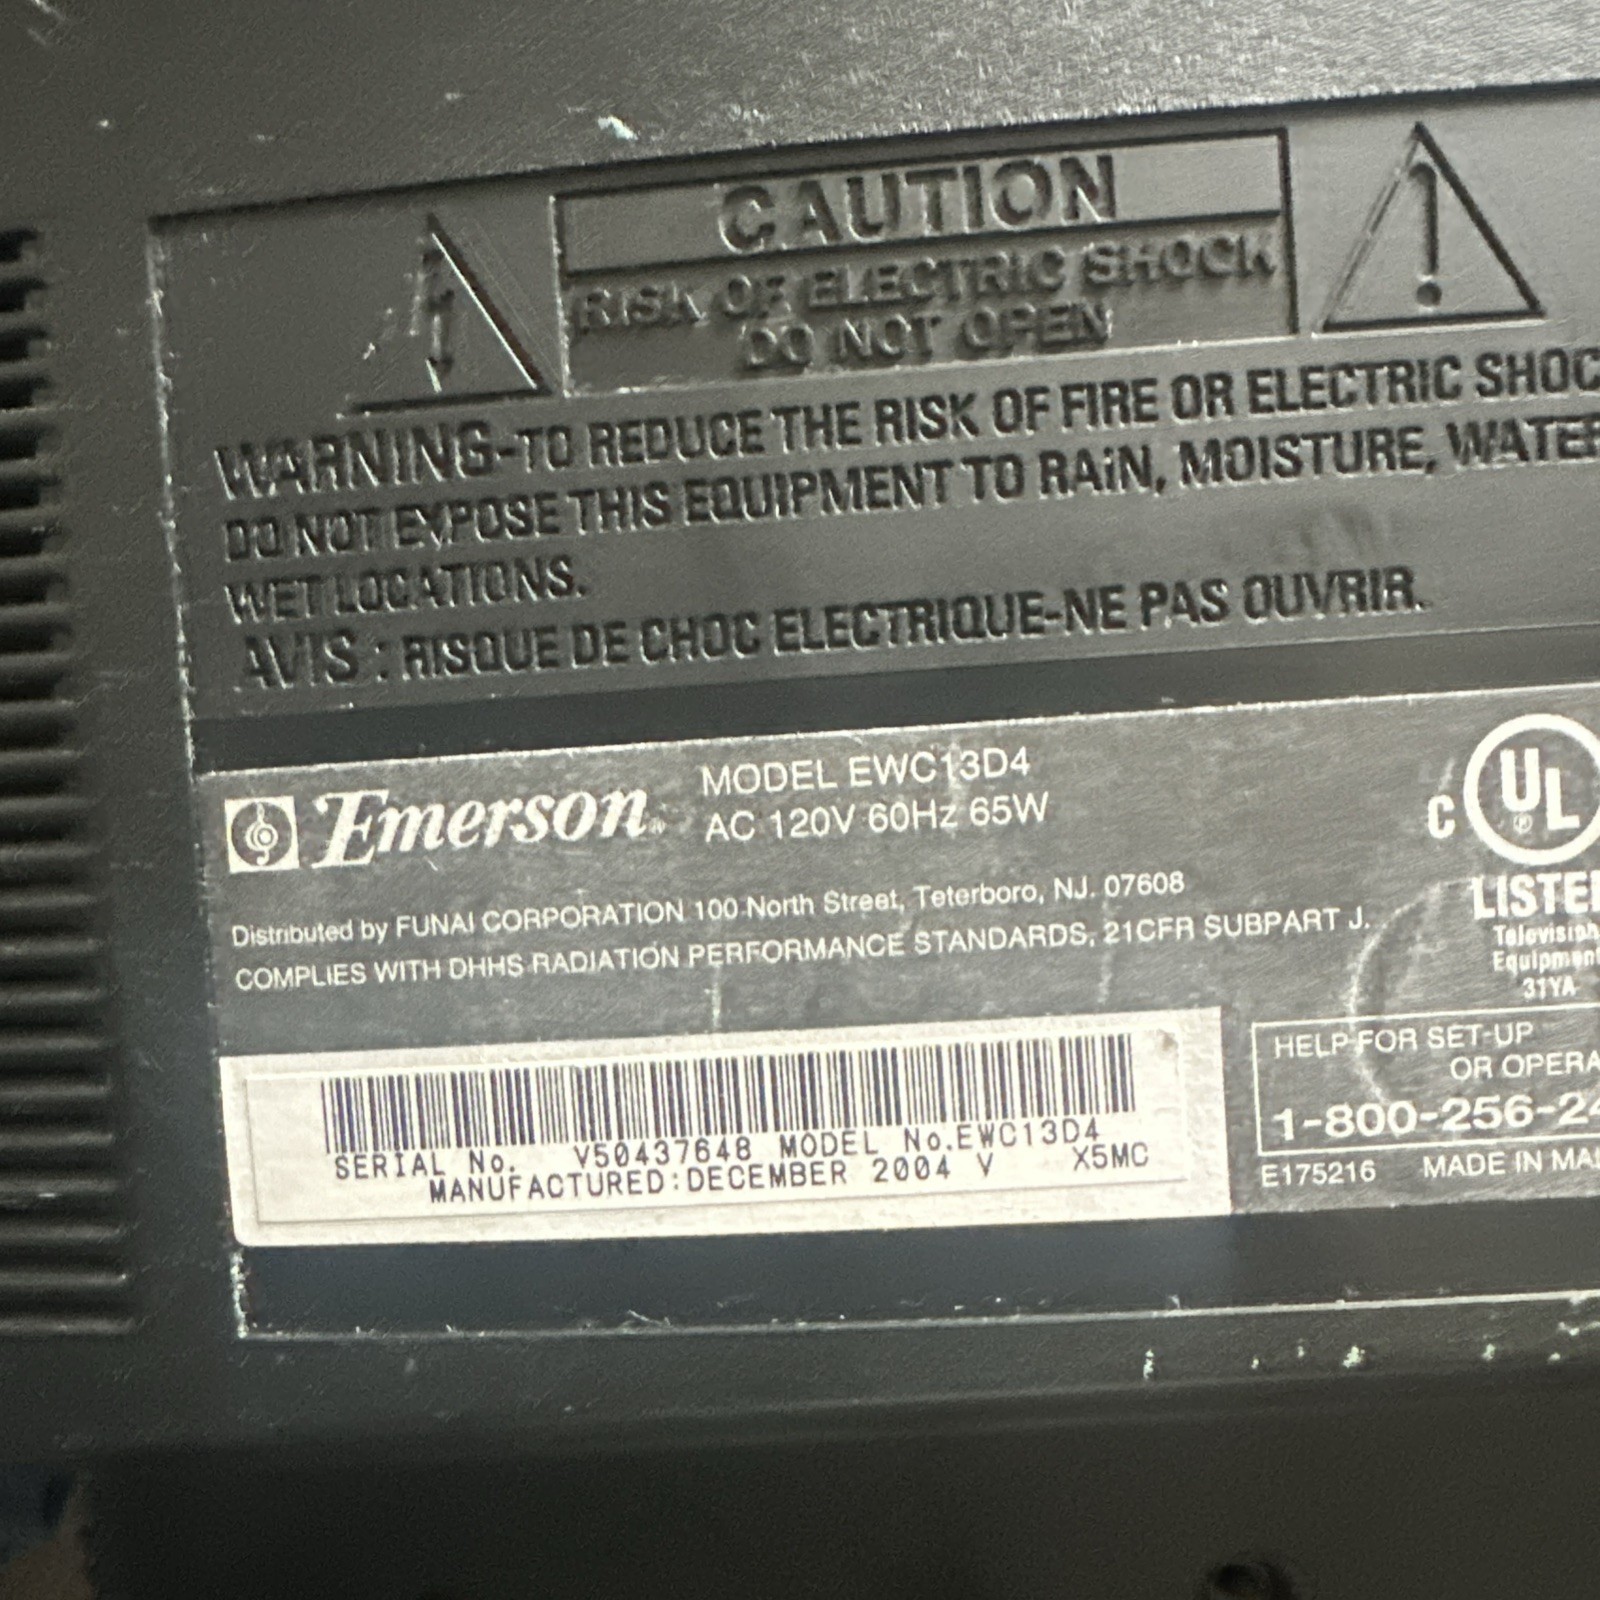 CAUTION
RISK OF ELECTRIC SHOCK
DO NOT OPEN
WARNING-TO REDUCE THE RISK OF FIRE OR ELECTRIC SHOC
DO NOT EXPOSE THIS EQUIPMENT TO RAIN, MOISTURE, WATER
WET LOCATIONS.
AVIS : RISQUE DE CHOC ELECTRIQUE-NE PAS OUVRIR.
Emerson®
MODEL EWC13D4
AC 120V 60Hz 65W
Distributed by FUNAI CORPORATION 100 North Street, Teterboro, NJ. 07608
COMPLIES WITH DHHS RADIATION PERFORMANCE STANDARDS, 21CFR SUBPART J.
C UL ®
LISTE
Television
Equipment
31YA
SERIAL No. V50437648 MODEL No.EWC13D4
MANUFACTURED:DECEMBER 2004 V X5MC
HELP FOR SET-UP
OR OPERA
1-800-256-24
E175216 MADE IN MAL